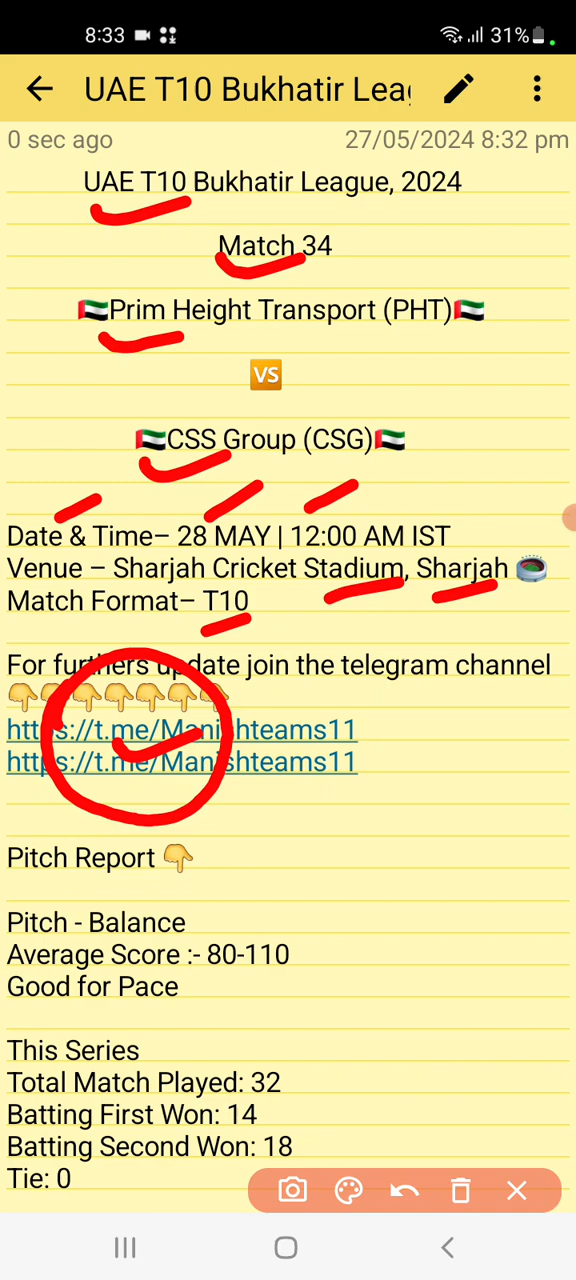 8:33
31%
UAE T10 Bukhatir Leag
0 sec ago 27/05/2024 8:32 pm
UAE T10 Bukhatir League, 2024
Match 34
🇦🇪Prim Height Transport (PHT)🇦🇪
🆚
🇦🇪CSS Group (CSG)🇦🇪
Date & Time– 28 MAY | 12:00 AM IST
Venue – Sharjah Cricket Stadium, Sharjah 🏟️
Match Format– T10
For furthers update join the telegram channel
👇👇👇👇👇👇👇
https://t.me/Manishteams11
https://t.me/Manishteams11
Pitch Report 👇
Pitch - Balance
Average Score :- 80-110
Good for Pace
This Series
Total Match Played: 32
Batting First Won: 14
Batting Second Won: 18
Tie: 0